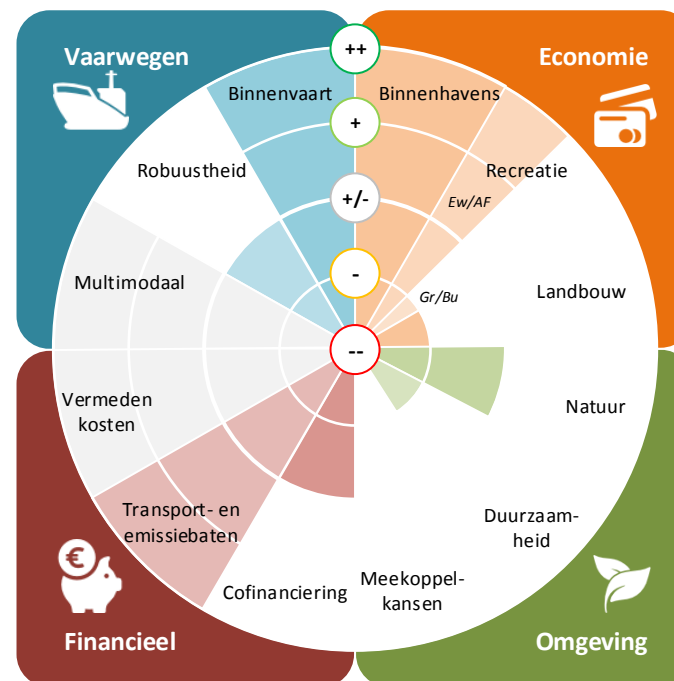 Vaarwegen
++
Economie
Binnenvaart
Binnenhavens
+
Robuustheid
Recreatie
+/-
Ew/AF
-
Multimodaal
Gr/Bu
Landbouw
--
Vermeden
kosten
Natuur
Transport- en
emissiebaten
Duurzaam-
heid
€
Cofinanciering
Meekoppel-
kansen
Financieel
Omgeving